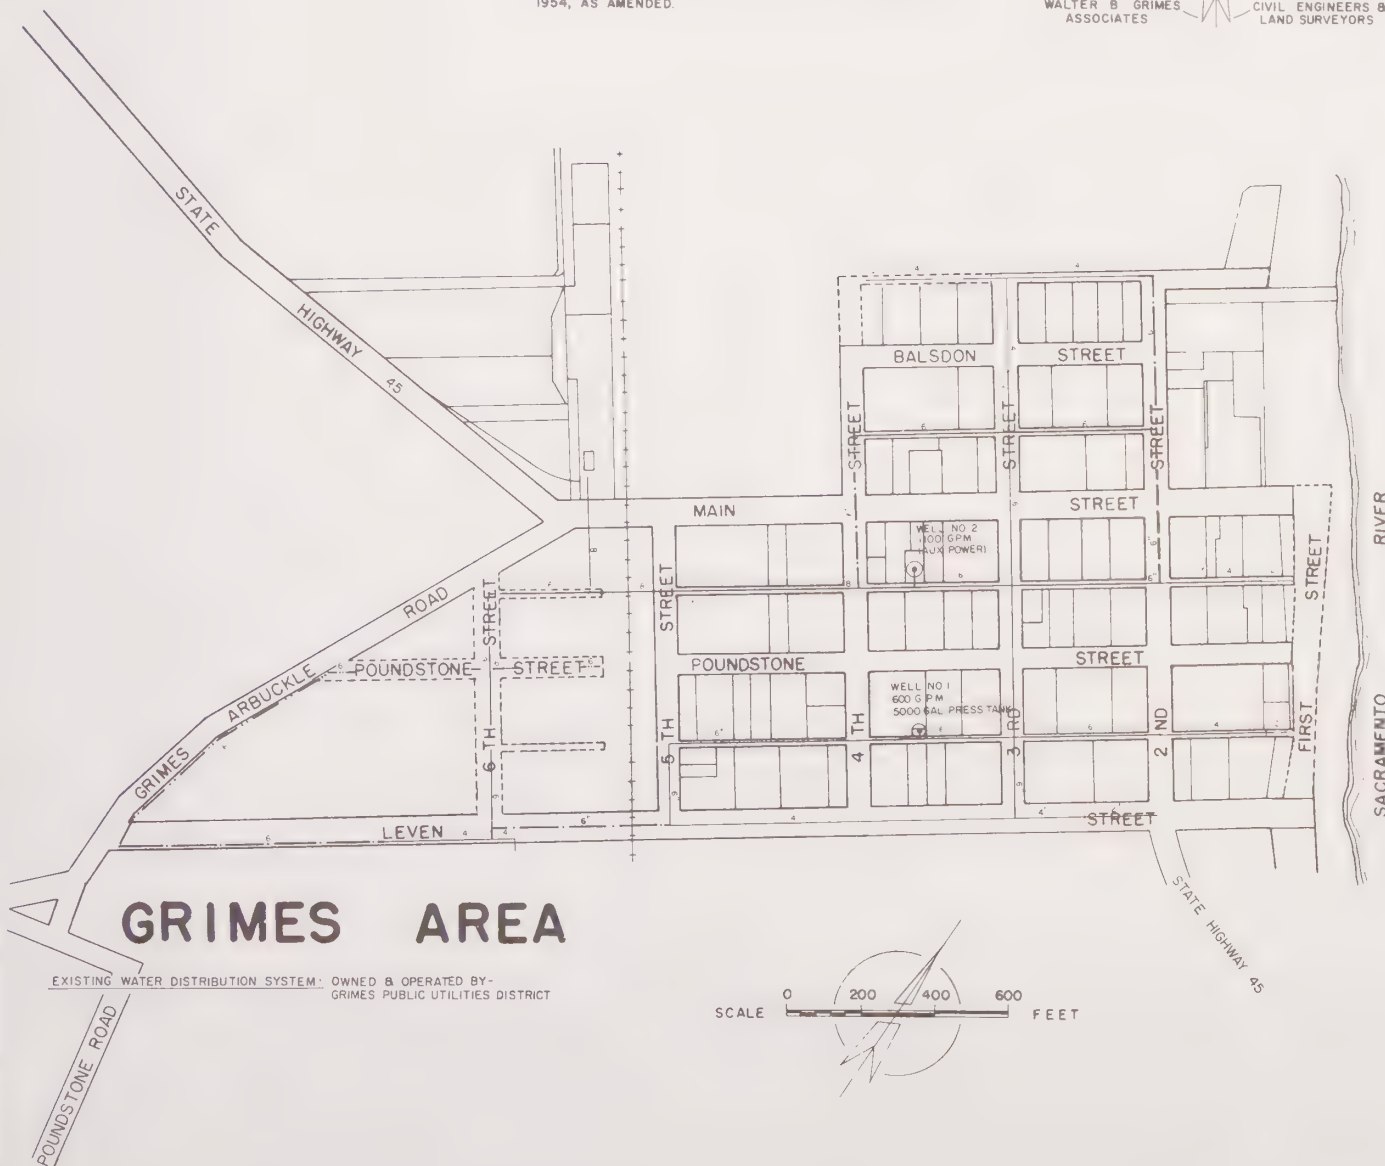 1954, AS AMENDED.
WALTER B GRIMES
ASSOCIATES
CIVIL ENGINEERS &
LAND SURVEYORS
STATE
HIGHWAY
45
BALSDON STREET
STREET
STREET
STREET
MAIN STREET
WELL NO 2
(AUX POWER)
STREET
STREET
STREET
RIVER
GRIMES ARBUCKLE ROAD
POUNDSTONE STREET
POUNDSTONE STREET
WELL NO 1
600 GPM
5000 GAL PRESS TANK
6 TH
5 TH
4 TH
3 RD
2 ND
FIRST
SACRAMENTO
LEVEN STREET
STATE HIGHWAY 45
GRIMES AREA
EXISTING WATER DISTRIBUTION SYSTEM: OWNED & OPERATED BY-
GRIMES PUBLIC UTILITIES DISTRICT
SCALE 0 200 400 600 FEET
POUNDSTONE ROAD